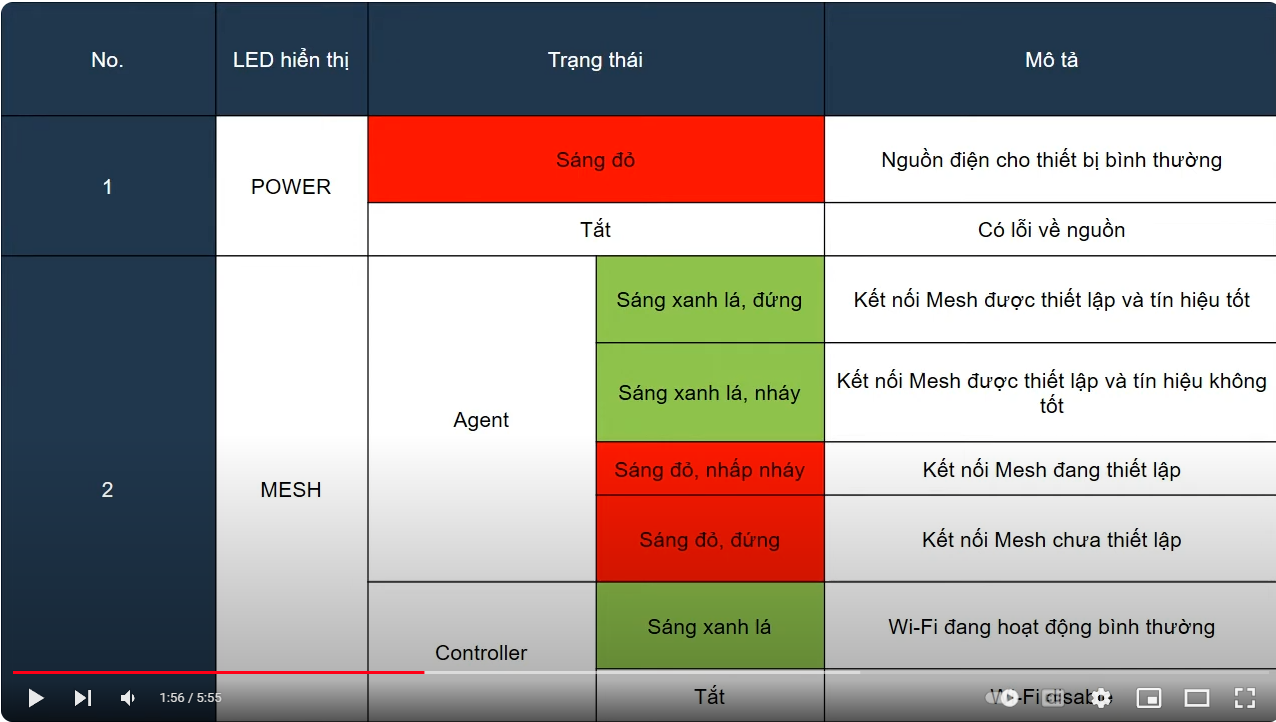 No.
LED hiển thị
Trạng thái
Mô tả
1
POWER
Sáng đỏ
Nguồn điện cho thiết bị bình thường
Tắt
Có lỗi về nguồn
2
MESH
Agent
Sáng xanh lá, đứng
Kết nối Mesh được thiết lập và tín hiệu tốt
Sáng xanh lá, nháy
Kết nối Mesh được thiết lập và tín hiệu không
tốt
Sáng đỏ, nhấp nháy
Kết nối Mesh đang thiết lập
Sáng đỏ, đứng
Kết nối Mesh chưa thiết lập
Controller
Sáng xanh lá
Wi-Fi đang hoạt động bình thường
Tắt
1:56 / 5:55